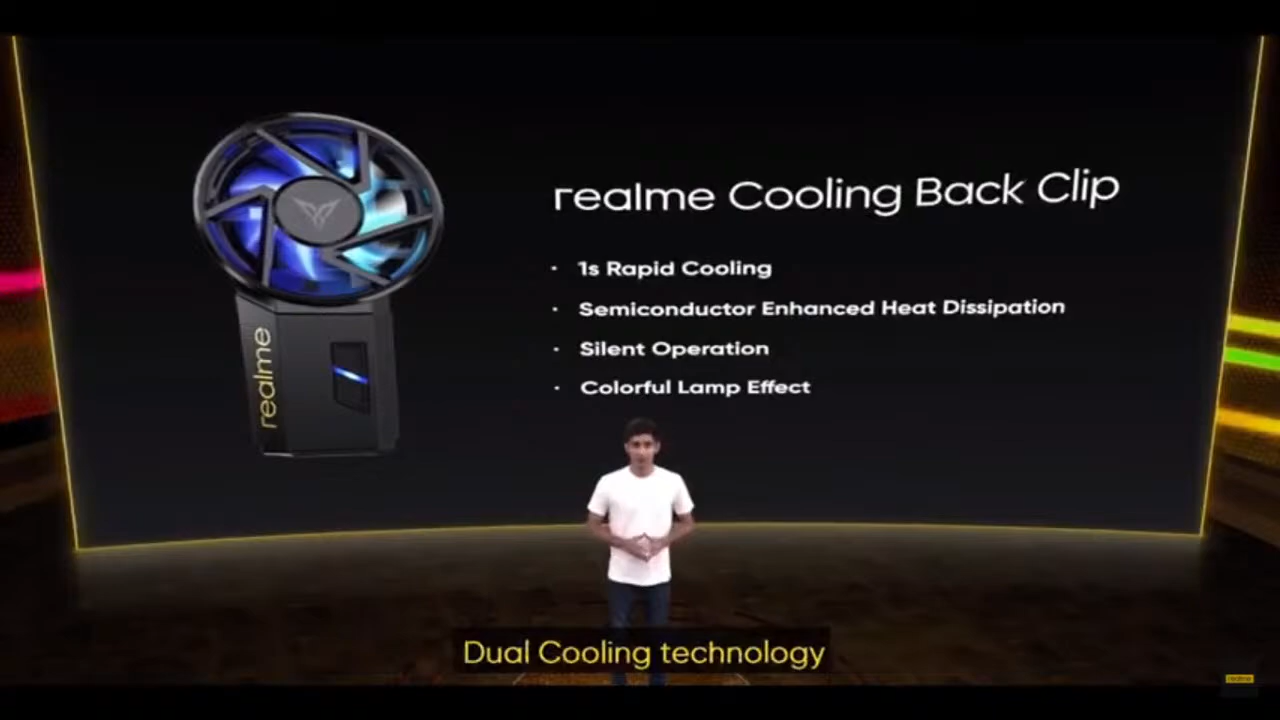 realme Cooling Back Clip
· 1s Rapid Cooling
· Semiconductor Enhanced Heat Dissipation
· Silent Operation
· Colorful Lamp Effect
realme
Dual Cooling technology
realme